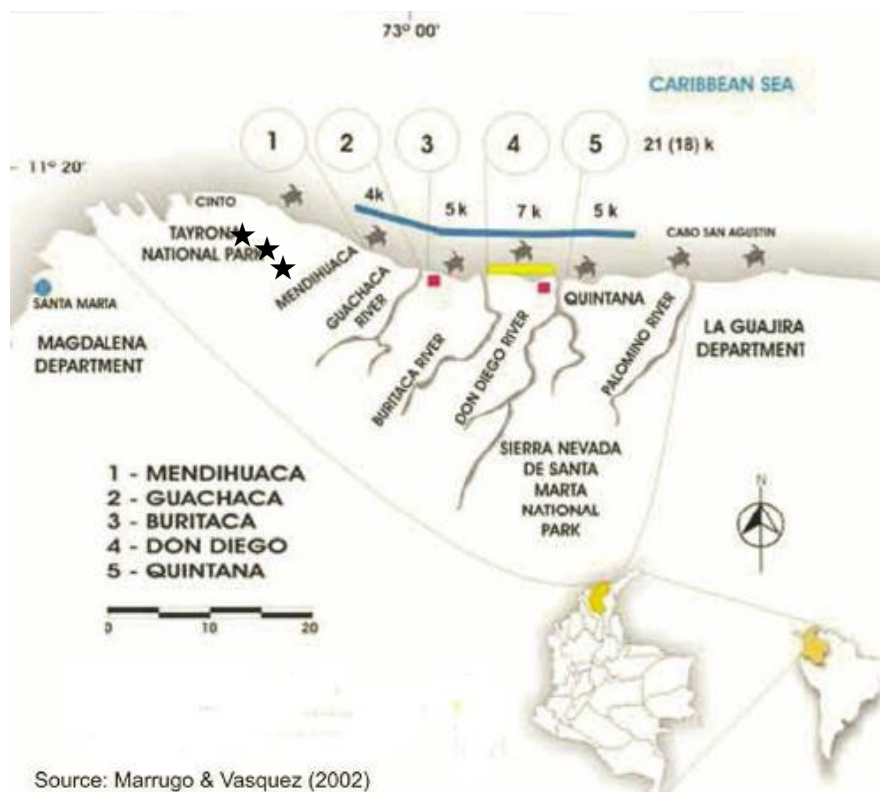 73º 00'
CARIBBEAN SEA
1
2
3
4
5
21 (18) k
11º 20'
4k
5 k
7 k
5 k
CINTO
CABO SAN AGUSTIN
TAYRONA
NATIONAL PARK
MENDIHUACA
GUACHACA
RIVER
SANTA MARIA
QUINTANA
MAGDALENA
DEPARTMENT
BURITACA RIVER
DON DIEGO RIVER
PALOMINO RIVER
LA GUAJIRA
DEPARTMENT
SIERRA NEVADA
DE SANTA
MARTA
NATIONAL
PARK
1 - MENDIHUACA
2 - GUACHACA
3 - BURITACA
4 - DON DIEGO
5 - QUINTANA
N
0 10 20
Source: Marrugo & Vasquez (2002)